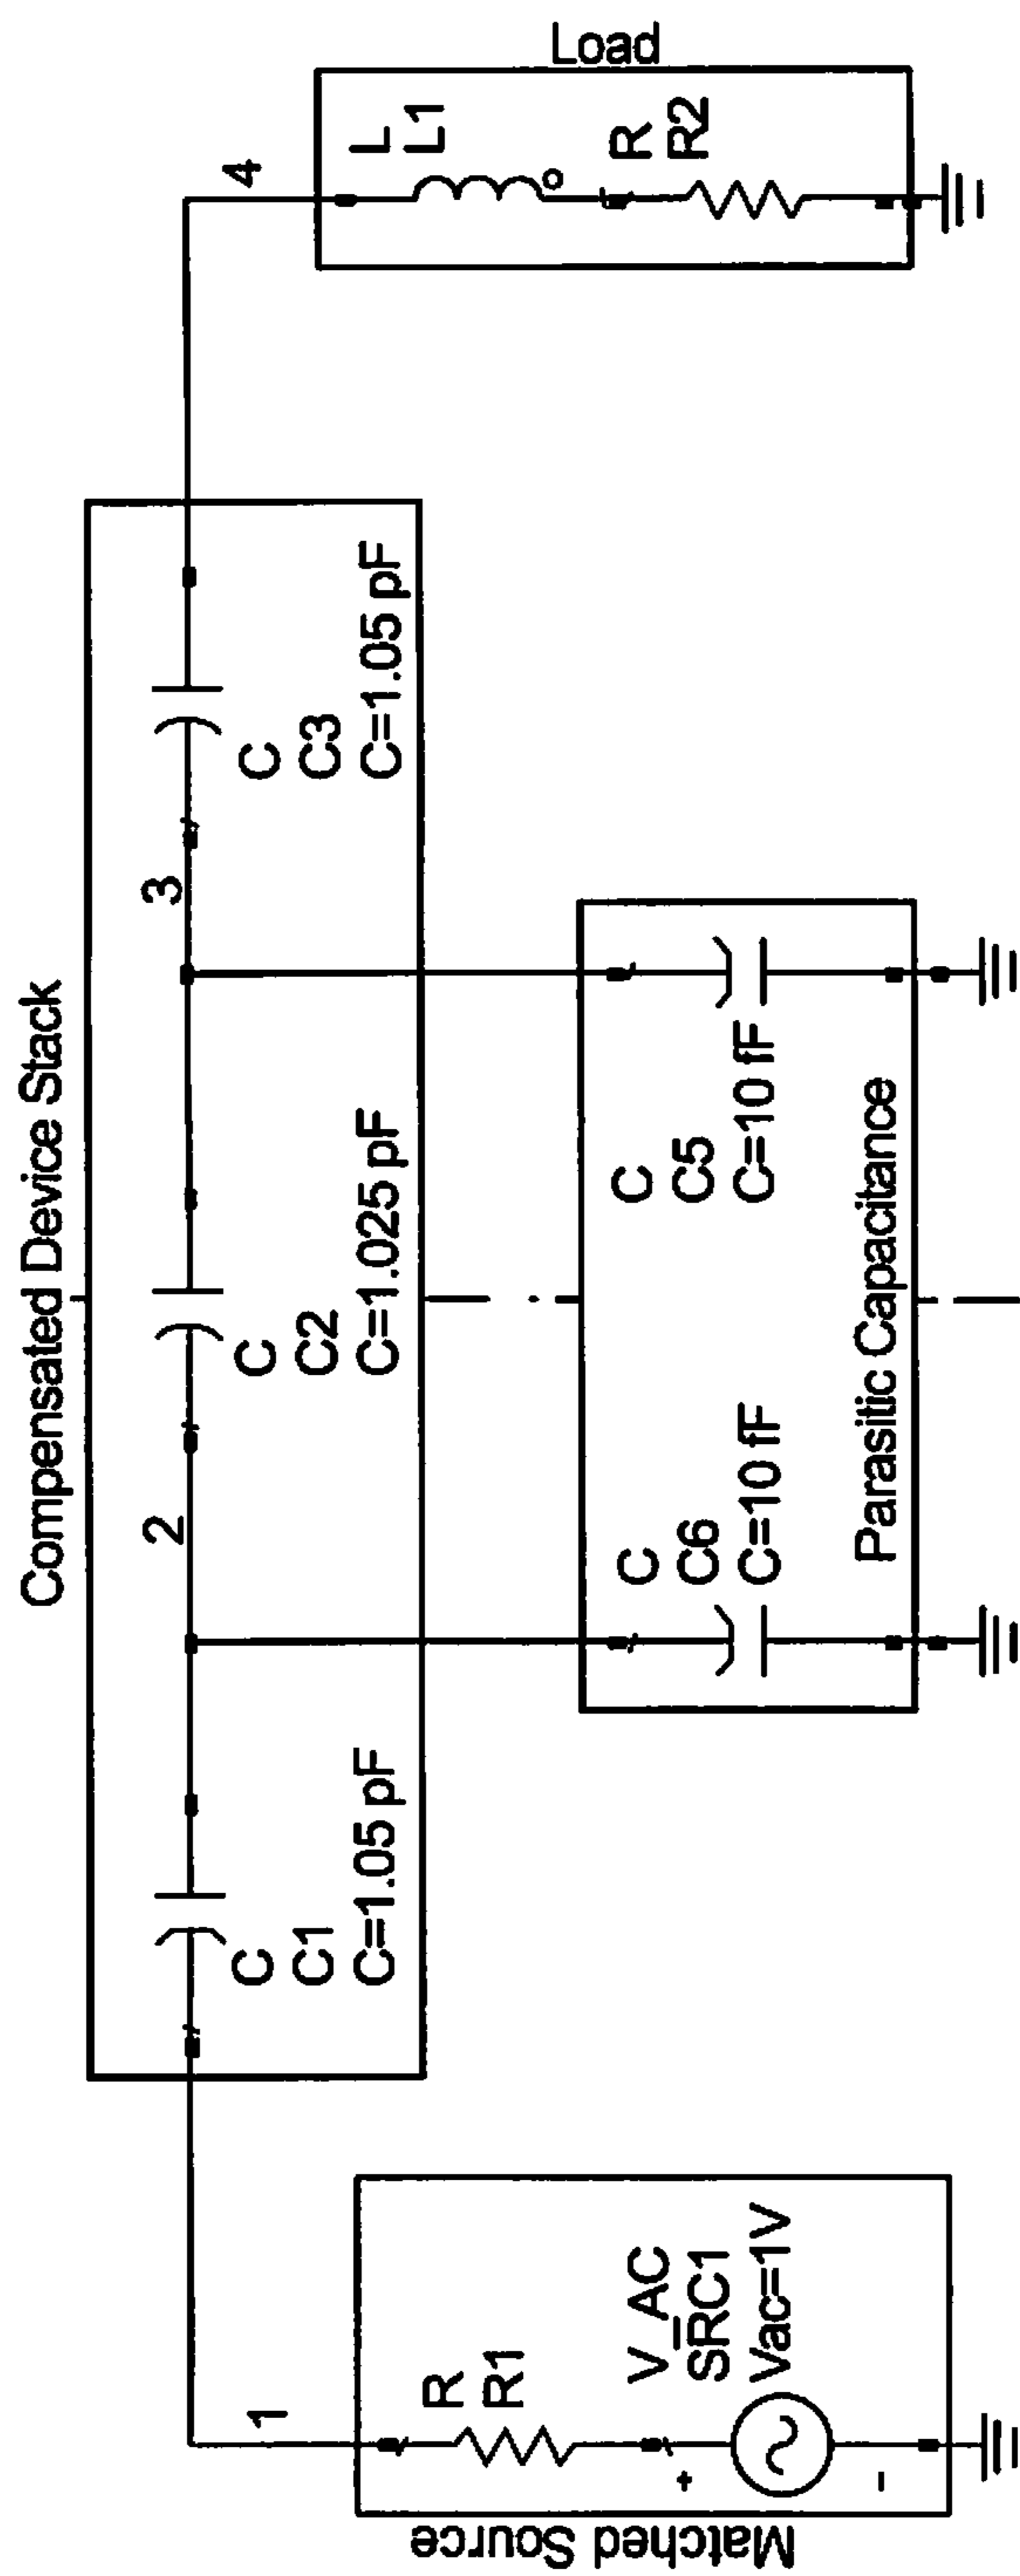 Compensated Device Stack
Matched Source
1
R
R1
V_AC
SRC1
Vac=1V
+
-
C
C1
C=1.05 pF
2
C
C2
C=1.025 pF
3
C
C3
C=1.05 pF
4
C
C6
C=10 fF
C
C5
C=10 fF
Parasitic Capacitance
Load
L
L1
R
R2